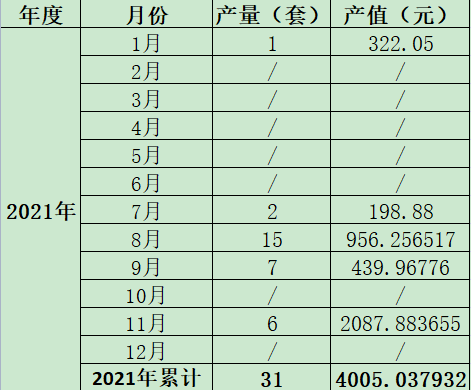 年度 月份 产量（套） 产值（元）
1月 1 322.05
2月 / /
3月 / /
4月 / /
5月 / /
6月 / /
2021年 7月 2 198.88
8月 15 956.256517
9月 7 439.96776
10月 / /
11月 6 2087.883655
12月 / /
2021年累计 31 4005.037932